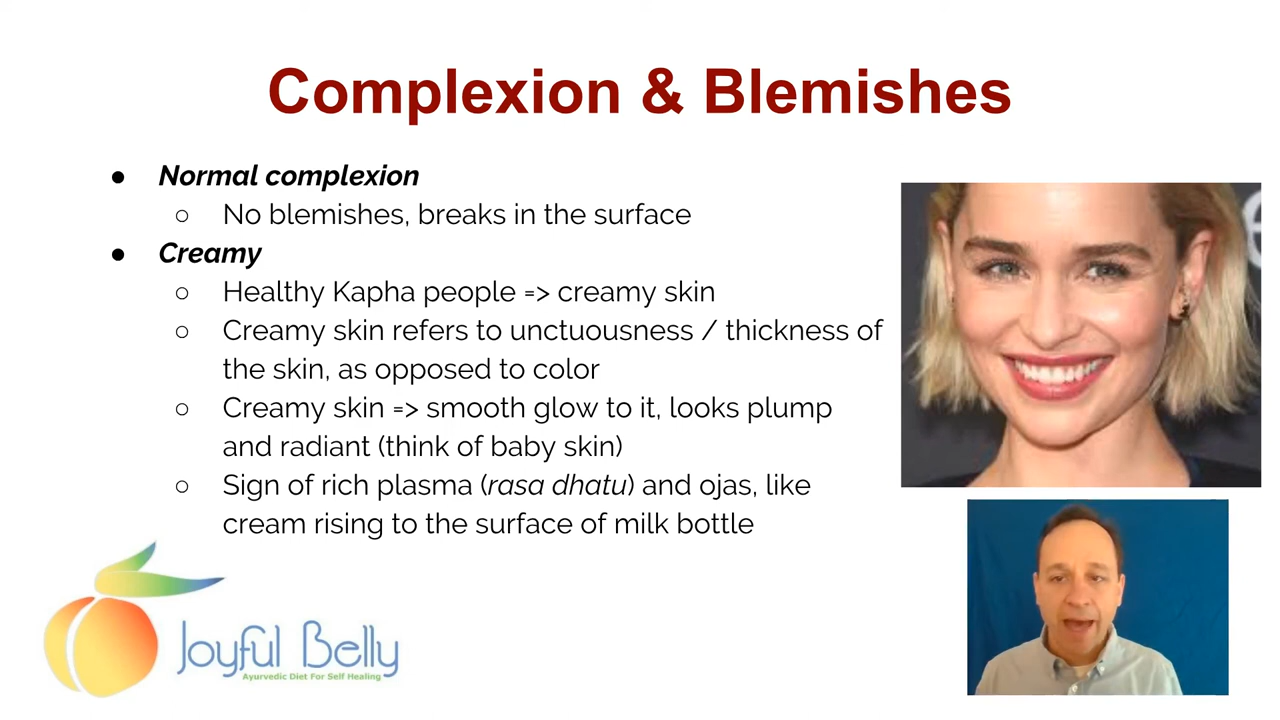 Complexion & Blemishes
● Normal complexion
○ No blemishes, breaks in the surface
● Creamy
○ Healthy Kapha people => creamy skin
○ Creamy skin refers to unctuousness / thickness of
the skin, as opposed to color
○ Creamy skin => smooth glow to it, looks plump
and radiant (think of baby skin)
○ Sign of rich plasma (rasa dhatu) and ojas, like
cream rising to the surface of milk bottle
Joyful Belly
Ayurvedic Diet For Self Healing